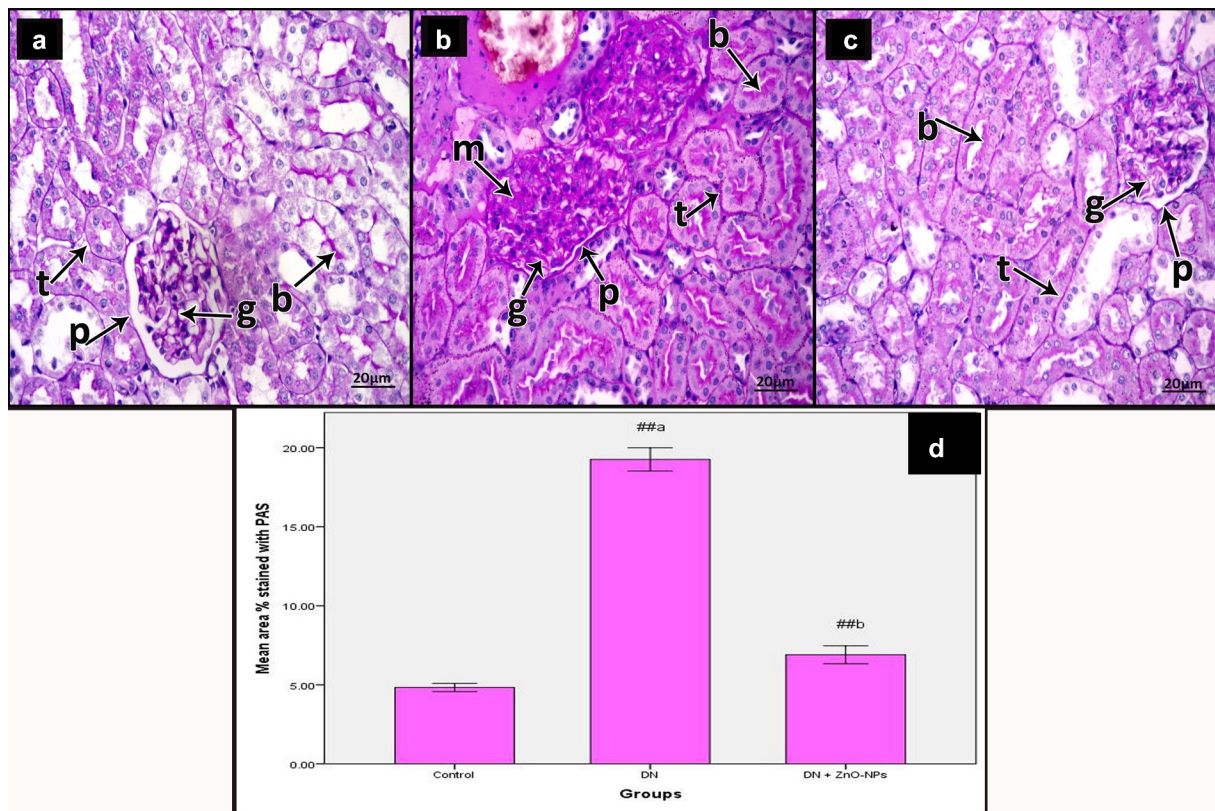 a
t
p
g
b
20µm
b
b
m
t
g
p
20µm
c
b
g
p
t
20µm
d
Mean area % stained with PAS
20.00
15.00
10.00
5.00
0.00
##a
##b
Control
DN
DN + ZnO-NPs
Groups